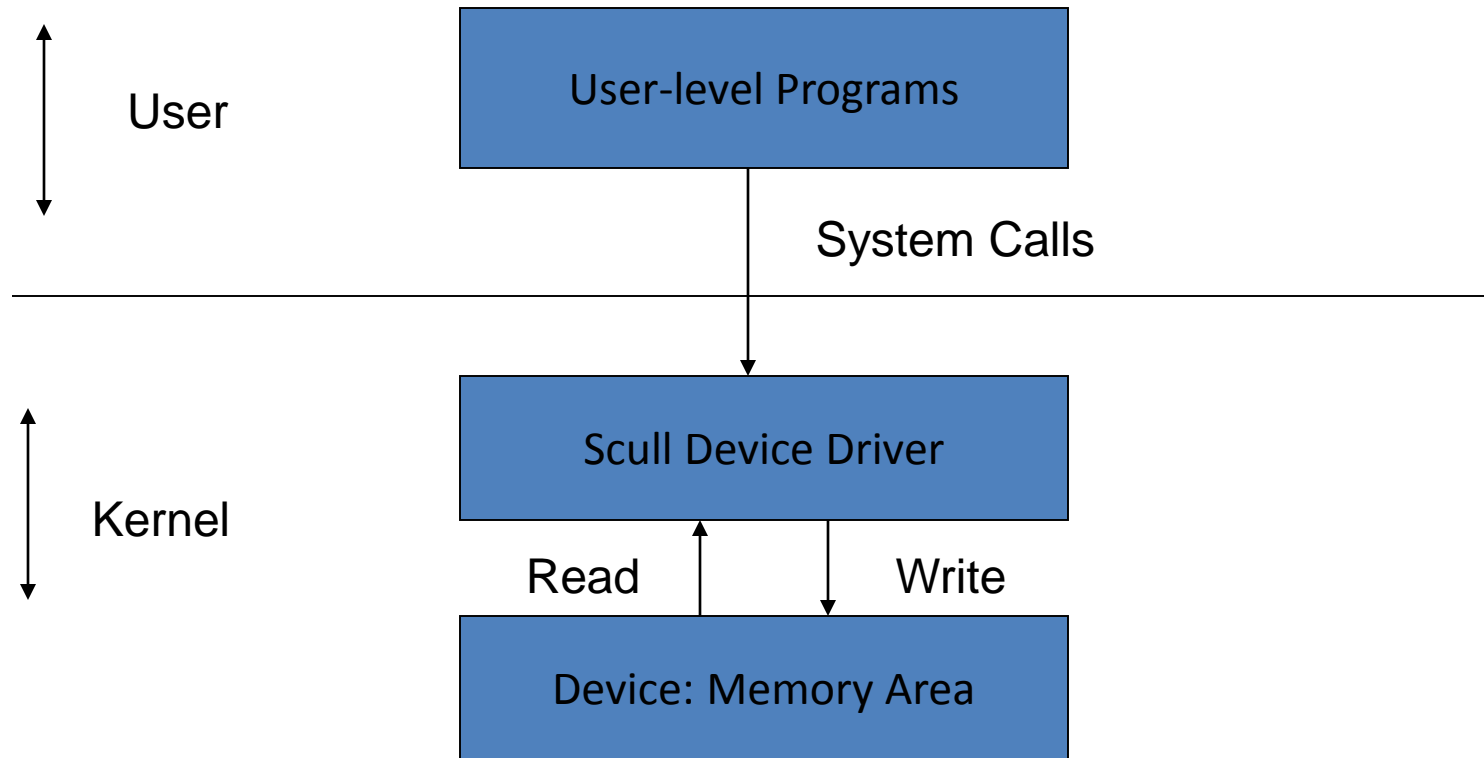 User-level Programs
User
System Calls
Scull Device Driver
Kernel
Read
Write
Device: Memory Area